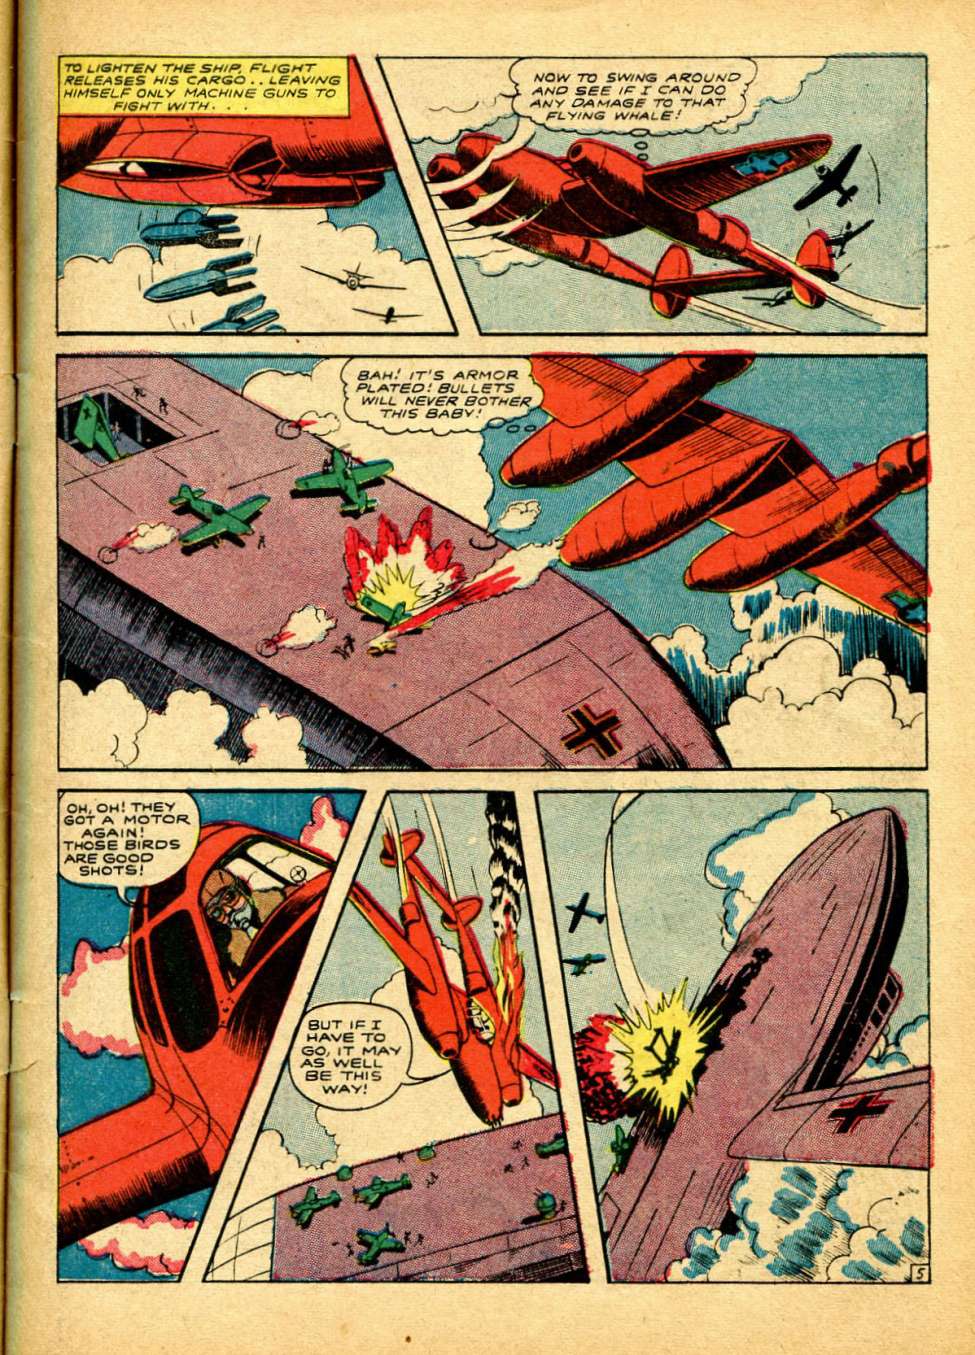 TO LIGHTEN THE SHIP, FLIGHT
RELEASES HIS CARGO.. LEAVING
HIMSELF ONLY MACHINE GUNS TO
FIGHT WITH. . .
NOW TO SWING AROUND
AND SEE IF I CAN DO
ANY DAMAGE TO THAT
FLYING WHALE!
BAH! IT'S ARMOR
PLATED! BULLETS
WILL NEVER BOTHER
THIS BABY!
OH, OH! THEY
GOT A MOTOR
AGAIN!
THOSE BIRDS
ARE GOOD
SHOTS!
BUT IF I
HAVE TO
GO, IT MAY
AS WELL
BE THIS
WAY!
5